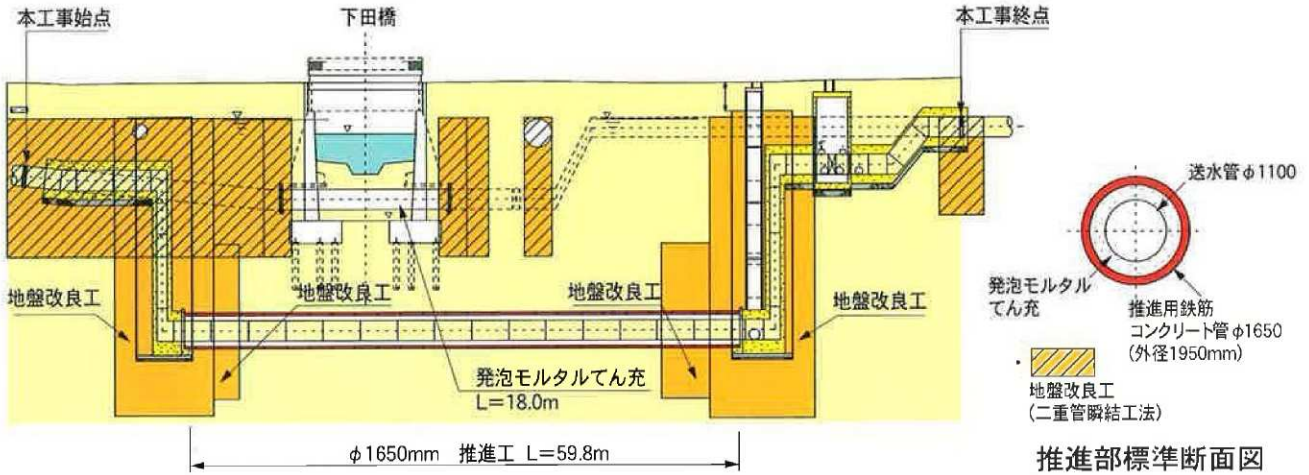 本工事始点
下田橋
本工事終点
送水管φ1100
発泡モルタル
てん充
推進用鉄筋
コンクリート管φ1650
(外径1950mm)
地盤改良工
地盤改良工
地盤改良工
地盤改良工
発泡モルタルてん充
L=18.0m
φ1650mm 推進工 L=59.8m
地盤改良工
(二重管瞬結工法)
推進部標準断面図